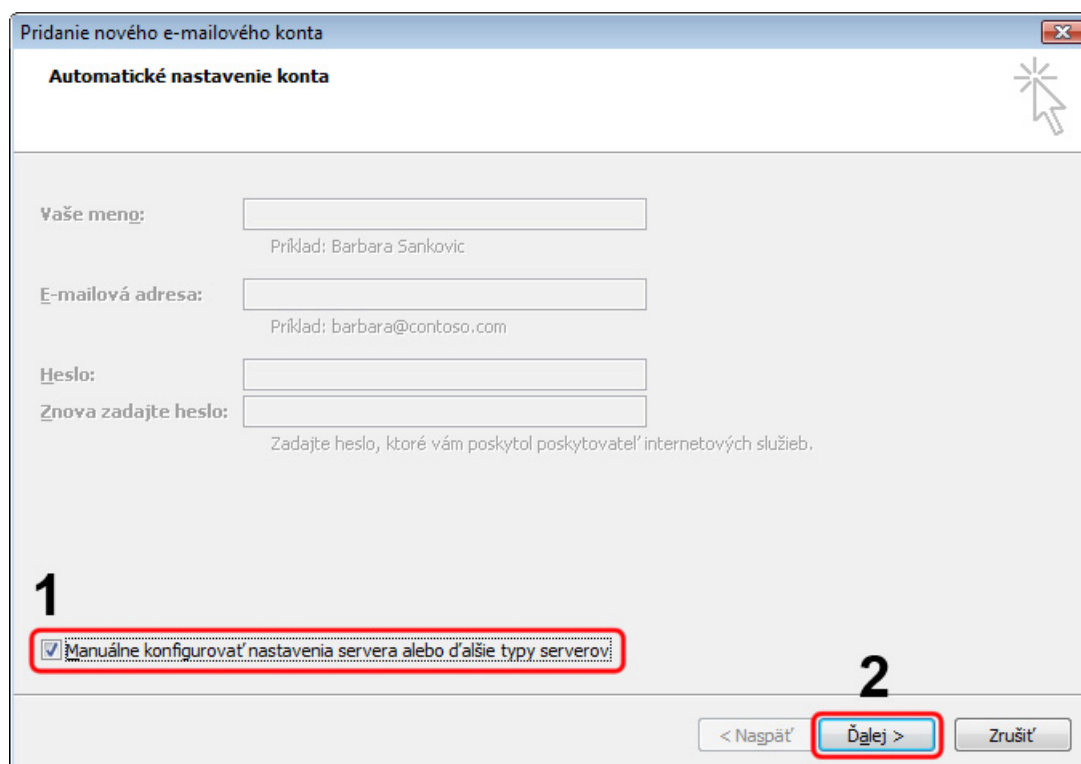 Pridanie nového e-mailového konta
Automatické nastavenie konta
Vaše meno:
Príklad: Barbara Sankovic
E-mailová adresa:
Príklad: barbara@contoso.com
Heslo:
Znova zadajte heslo:
Zadajte heslo, ktoré vám poskytol poskytovateľ internetových služieb.
1
Manuálne konfigurovať nastavenia servera alebo ďalšie typy serverov
2
< Naspäť
Ďalej >
Zrušiť